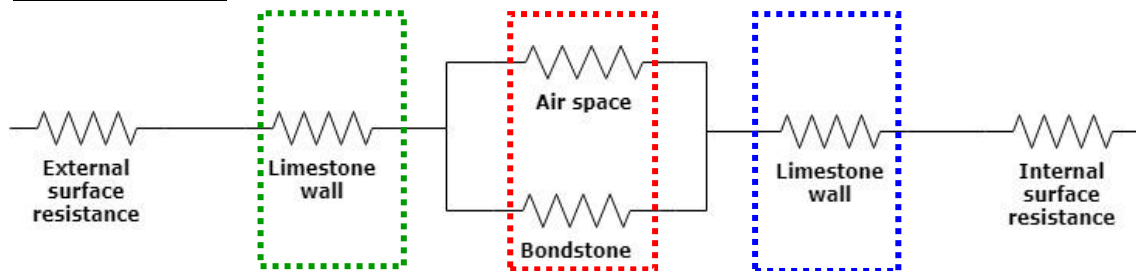 Air space
External
surface
resistance
Limestone
wall
Bondstone
Limestone
wall
Internal
surface
resistance